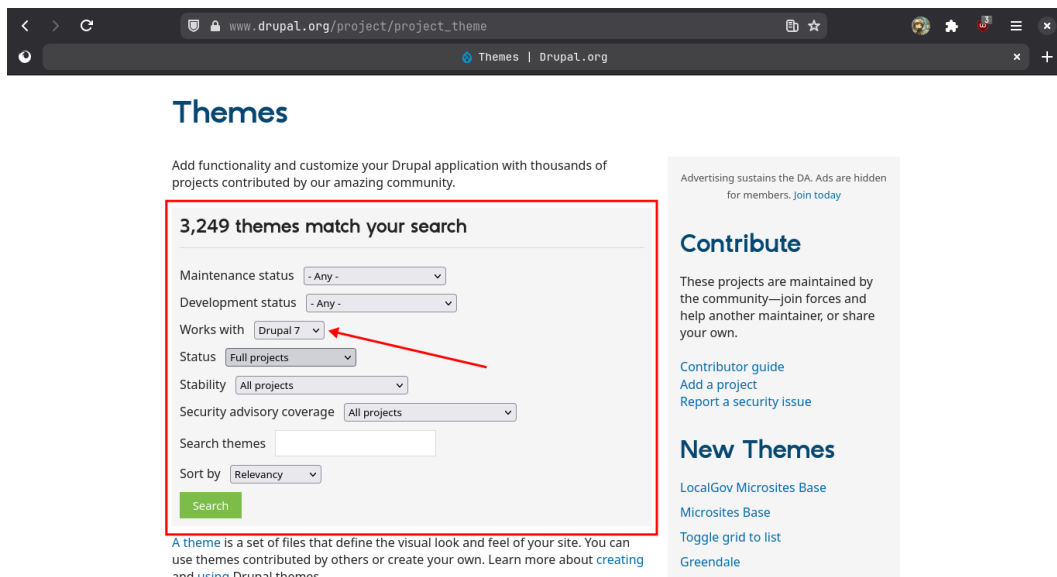 www.drupal.org/project/project_theme
3
Themes | Drupal.org
Themes
Add functionality and customize your Drupal application with thousands of
projects contributed by our amazing community.
3,249 themes match your search
Maintenance status - Any -
Development status - Any -
Works with Drupal 7
Status Full projects
Stability All projects
Security advisory coverage All projects
Search themes
Sort by Relevancy
Search
A theme is a set of files that define the visual look and feel of your site. You can
use themes contributed by others or create your own. Learn more about creating
and using Drupal themes.
Advertising sustains the DA. Ads are hidden
for members. Join today
Contribute
These projects are maintained by
the community—join forces and
help another maintainer, or share
your own.
Contributor guide
Add a project
Report a security issue
New Themes
LocalGov Microsites Base
Microsites Base
Toggle grid to list
Greendale